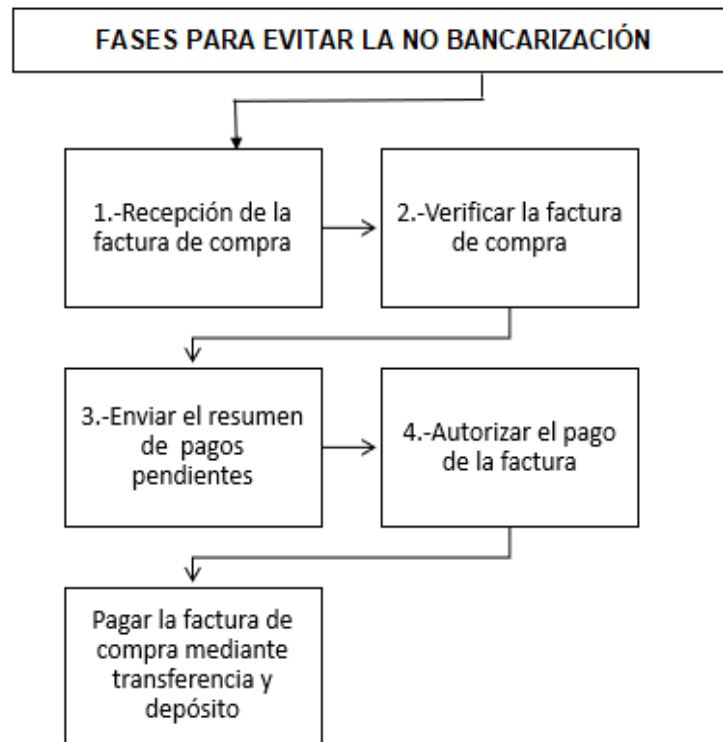 FASES PARA EVITAR LA NO BANCARIZACIÓN
1.-Recepción de la
factura de compra
2.-Verificar la factura
de compra
3.-Enviar el resumen
de pagos
pendientes
4.-Autorizar el pago
de la factura
Pagar la factura de
compra mediante
transferencia y
depósito